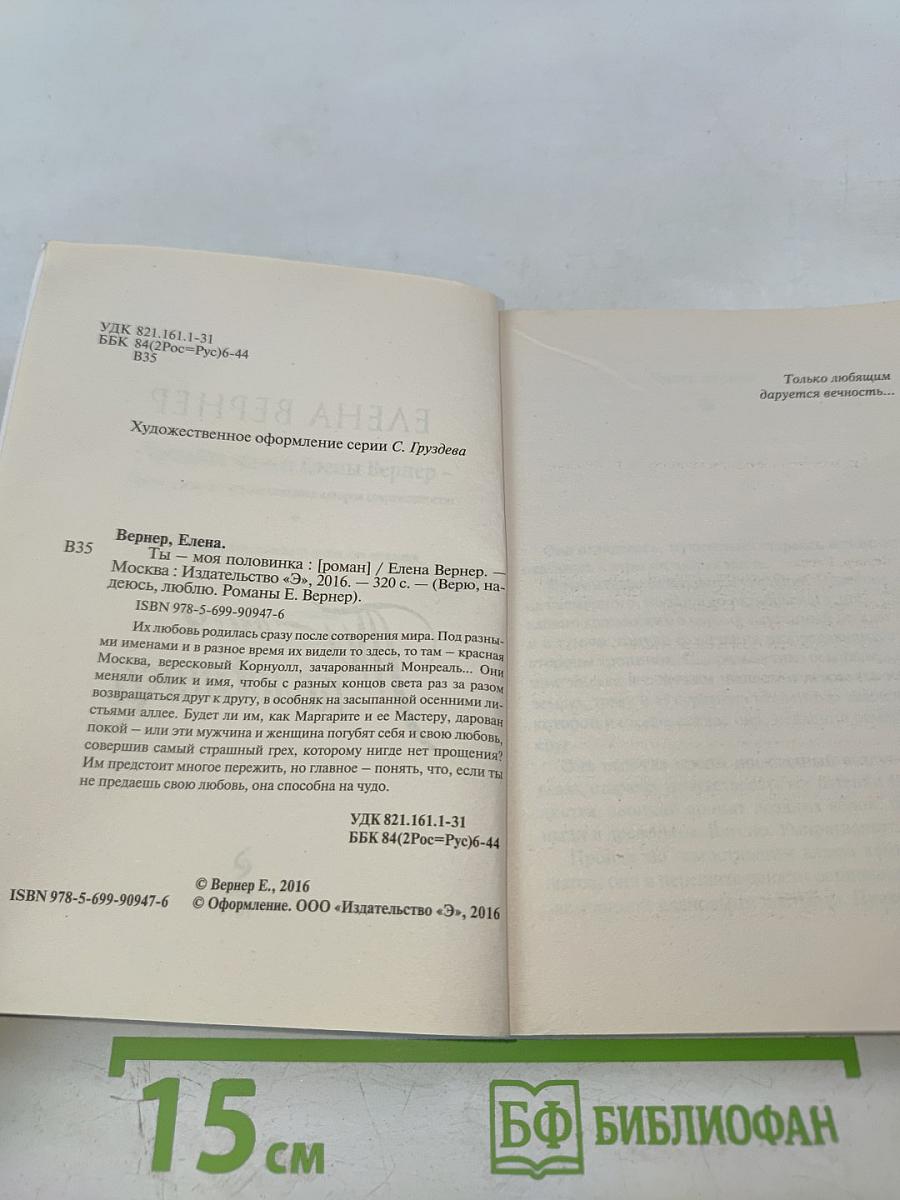 УДК 821.161.1-31
ББК 84(2Рос=Рус)6-44
В35
ЕЛЕНА ВЕРНЕР
Художественное оформление серии С. Груздева
Вернер, Елена.
В35 Ты — моя половинка : [роман] / Елена Вернер. —
Москва : Издательство «Э», 2016. — 320 с. — (Верю, на-
деюсь, люблю. Романы Е. Вернер).
ISBN 978-5-699-90947-6
Их любовь родилась сразу после сотворения мира. Под разны-
ми именами и в разное время их видели то здесь, то там — красная
Москва, вересковый Корнуолл, зачарованный Монреаль... Они
меняли облик и имя, чтобы с разных концов света раз за разом
возвращаться друг к другу, в особняк на засыпанной осенними ли-
стьями аллее. Будет ли им, как Маргарите и ее Мастеру, дарован
покой — или эти мужчина и женщина погубят себя и свою любовь,
совершив самый страшный грех, которому нигде нет прощения?
Им предстоит многое пережить, но главное — понять, что, если ты
не предаешь свою любовь, она способна на чудо.
УДК 821.161.1-31
ББК 84(2Рос=Рус)6-44
ISBN 978-5-699-90947-6
© Вернер Е., 2016
© Оформление. ООО «Издательство «Э», 2016
Только любящим
даруется вечность...
15 см
БФ БИБЛИОФАН